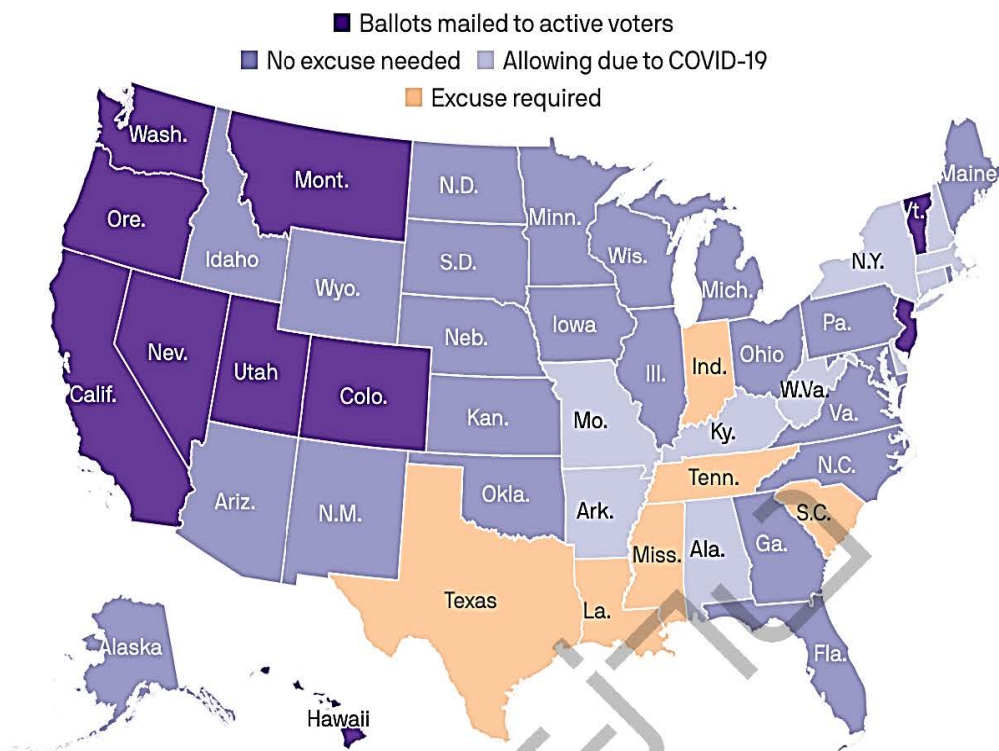 Ballots mailed to active voters
No excuse needed Allowing due to COVID-19
Excuse required
Wash.
Mont.
N.D.
Minn.
Maine
Ore.
Idaho
S.D.
Wis.
Vt.
N.Y.
Wyo.
Mich.
Iowa
Pa.
Neb.
Nev.
Utah
Ill.
Ind.
Ohio
Calif.
Colo.
W.Va.
Kan.
Mo.
Ky.
Va.
N.C.
Tenn.
Okla.
Ariz.
N.M.
Ark.
S.C.
Miss.
Ala.
Ga.
Texas
La.
Alaska
Fla.
Hawaii